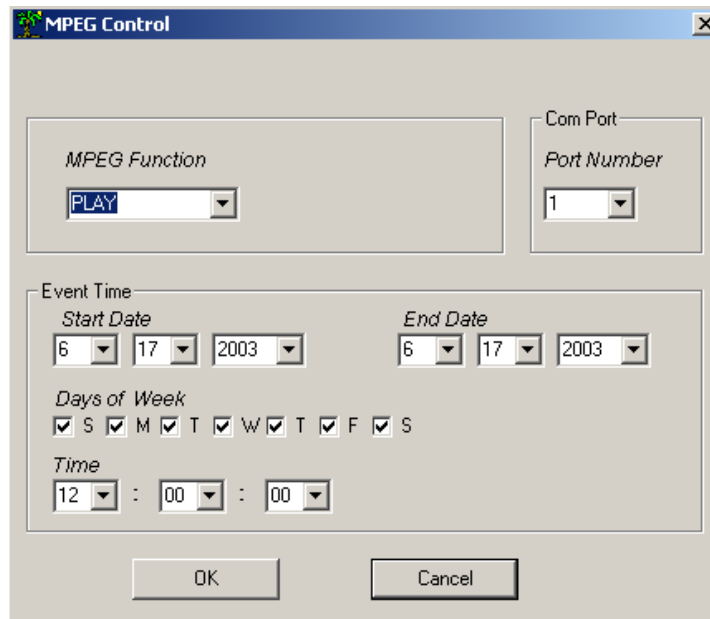 MPEG Control
Com Port
MPEG Function
Port Number
PLAY
1
Event Time
Start Date
End Date
6 17 2003
6 17 2003
Days of Week
S M T W T F S
Time
12 : 00 : 00
OK
Cancel